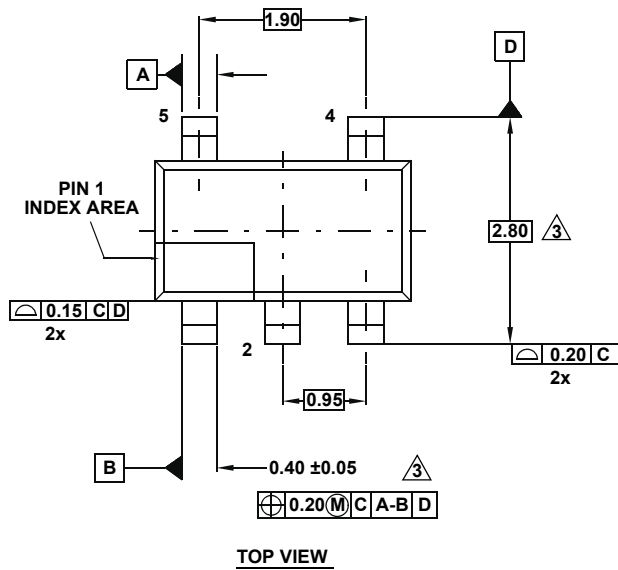 1.90
D
A
5
4
PIN 1
INDEX AREA
2.80
3
0.15 C D
2x
2
0.20 C
2x
0.95
B
0.40 ±0.05
3
0.20 M C A-B D
TOP VIEW